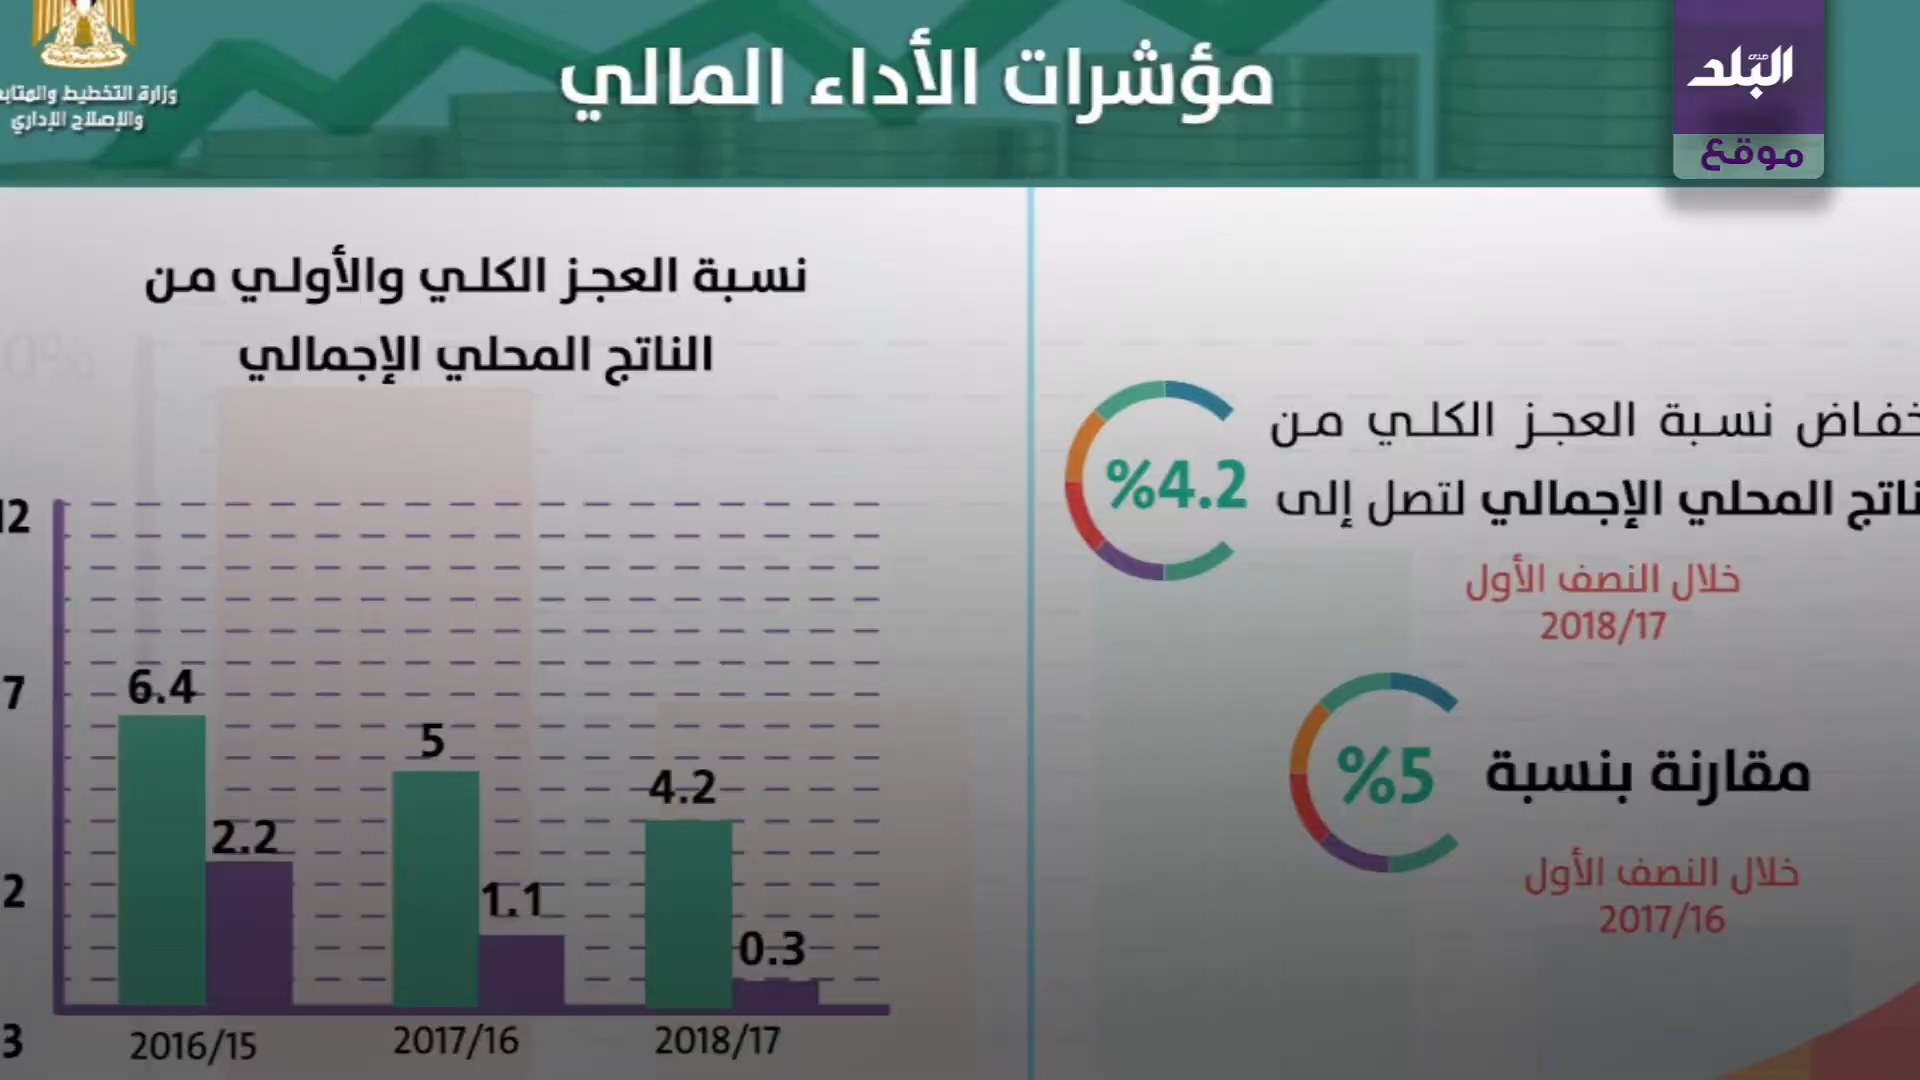 مؤشرات الأداء المالي
البلد
موقع
وزارة التخطيط
والإصلاح الإداري
نسبة العجز الكلي والأولي من
الناتج المحلي الإجمالي
12
7
2
3
6.4
2.2
5
1.1
4.2
0.3
2016/15
2017/16
2018/17
نسبة العجز الكلي من
المحلي الإجمالي لتصل إلى
%4.2
خلال النصف الأول
2018/17
مقارنة بنسبة
%5
خلال النصف الأول
2017/16